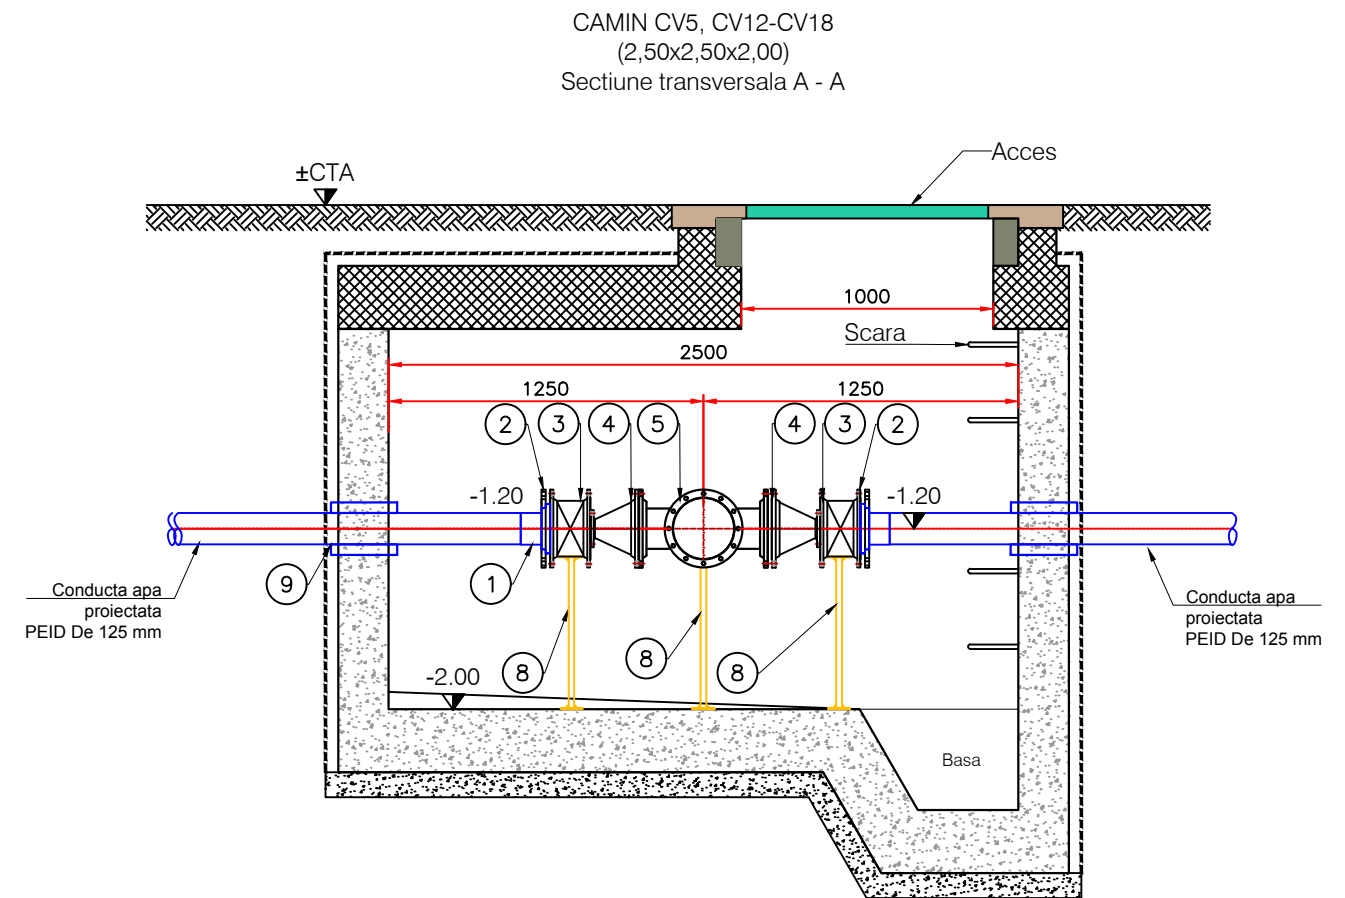 CAMIN CV5, CV12-CV18
(2,50x2,50x2,00)
Sectiune transversala A - A
Acces
±CTA
1000
Scara
2500
1250
1250
2
3
4
5
4
3
2
-1.20
-1.20
9
1
Conducta apa
proiectata
PEID De 125 mm
Conducta apa
proiectata
PEID De 125 mm
8
8
8
-2.00
Basa